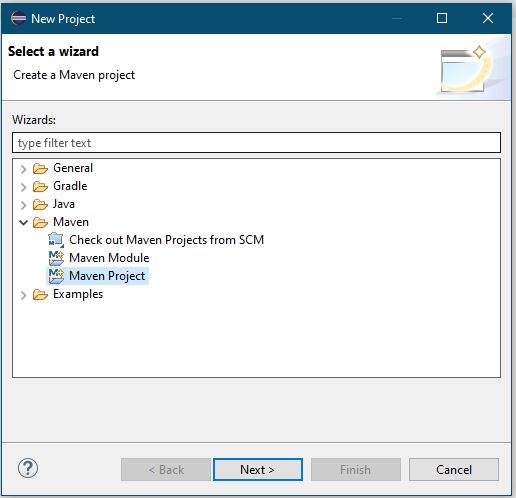 New Project
Select a wizard
Create a Maven project
Wizards:
type filter text
General
Gradle
Java
Maven
Check out Maven Projects from SCM
Maven Module
Maven Project
Examples
< Back Next > Finish Cancel